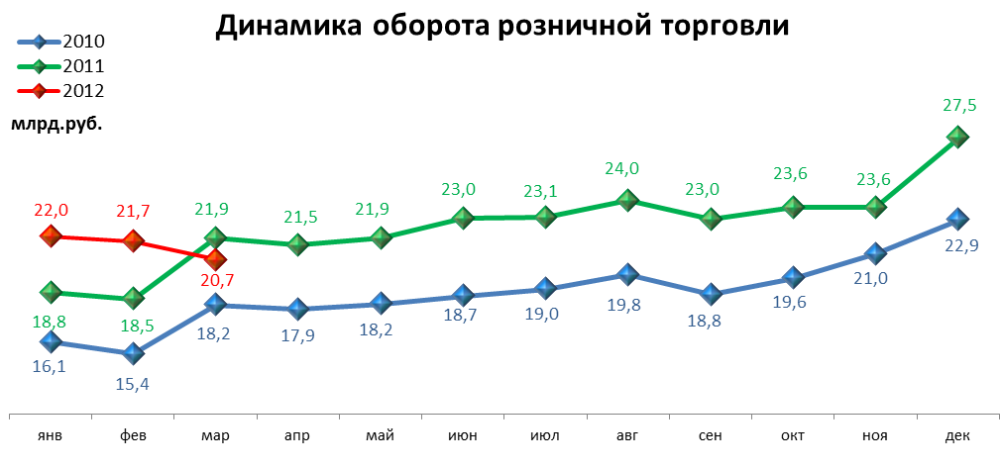 Динамика оборота розничной торговли
2010
2011
2012
млрд.руб.
22,0 21,7 20,7
18,8 18,5 21,9 21,5 21,9 23,0 23,1 24,0 23,0 23,6 23,6 27,5
16,1 15,4 18,2 17,9 18,2 18,7 19,0 19,8 18,8 19,6 21,0 22,9
янв фев мар апр май июн июл авг сен окт ноя дек